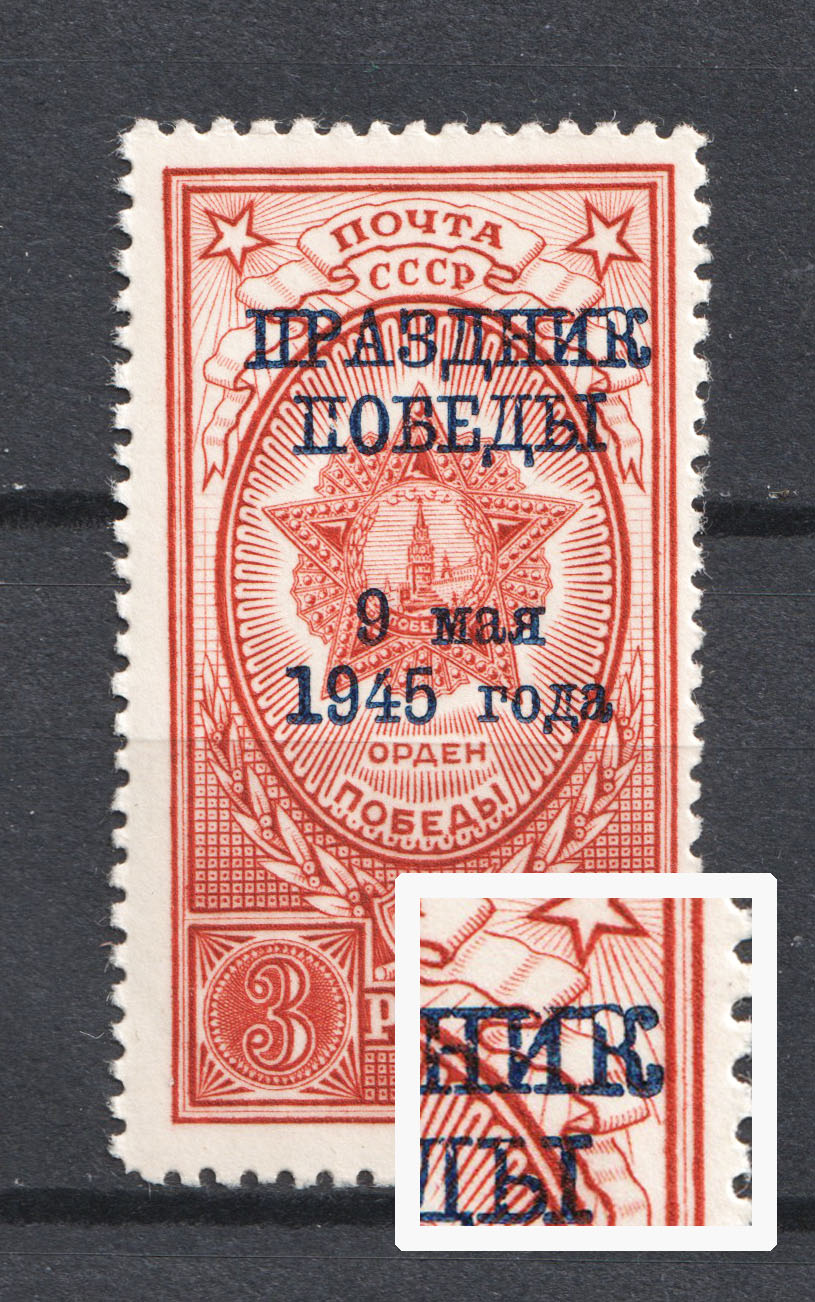 ПОЧТА
СССР
ПРАЗДНИК
ПОБЕДЫ
9 мая
1945 года
ОРДЕН
ПОБЕДЫ
3
НИК
ДЫ